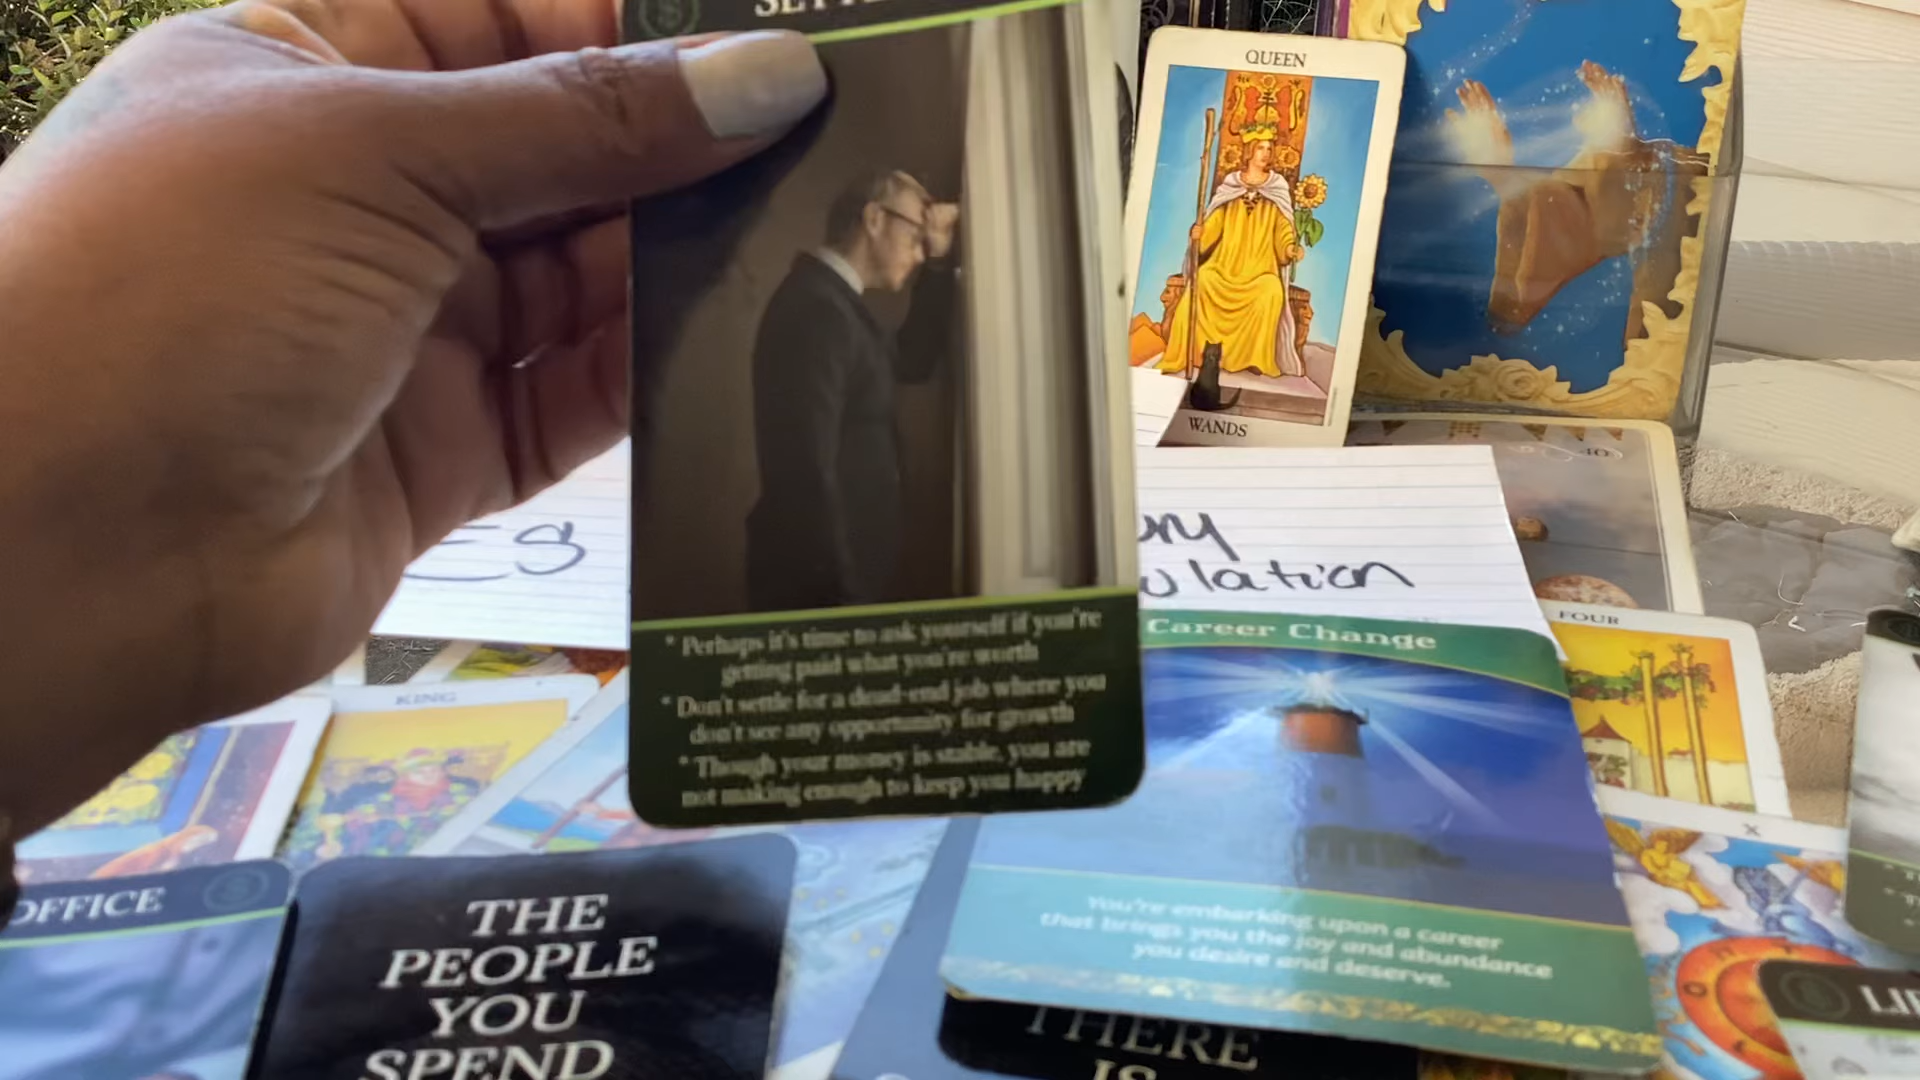 QUEEN
WANDS
40
FOUR
Career Change
You're embarking upon a career
that brings you the joy and abundance
you desire and deserve.
* Perhaps it's time to ask yourself if you're
getting paid what you're worth
* Don't settle for a dead-end job where you
don't see any opportunity for growth
* Though your money is stable, you are
not making enough to keep you happy
KING
OFFICE
THE
PEOPLE
YOU
SPEND
THERE
IS
X